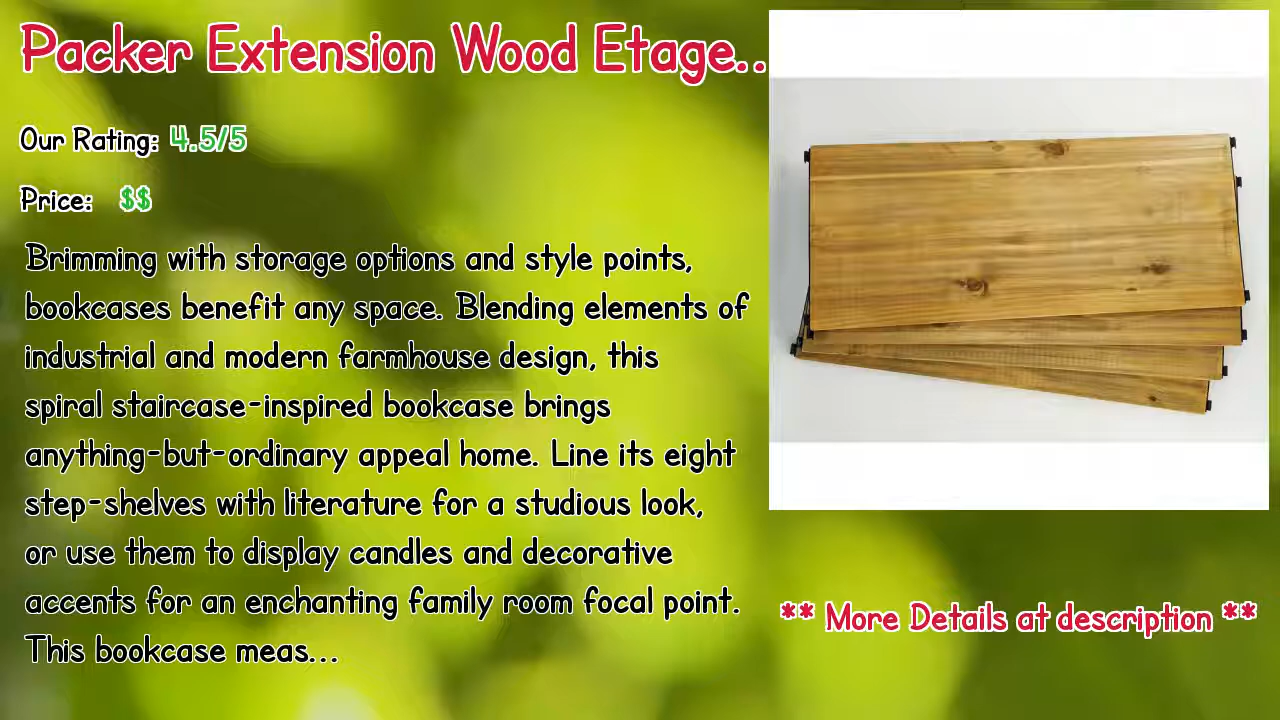 Packer Extension Wood Etage..
Our Rating: 4.5/5
Price: $$
Brimming with storage options and style points,
bookcases benefit any space. Blending elements of
industrial and modern farmhouse design, this
spiral staircase-inspired bookcase brings
anything-but-ordinary appeal home. Line its eight
step-shelves with literature for a studious look,
or use them to display candles and decorative
accents for an enchanting family room focal point.
This bookcase meas...
** More Details at description **